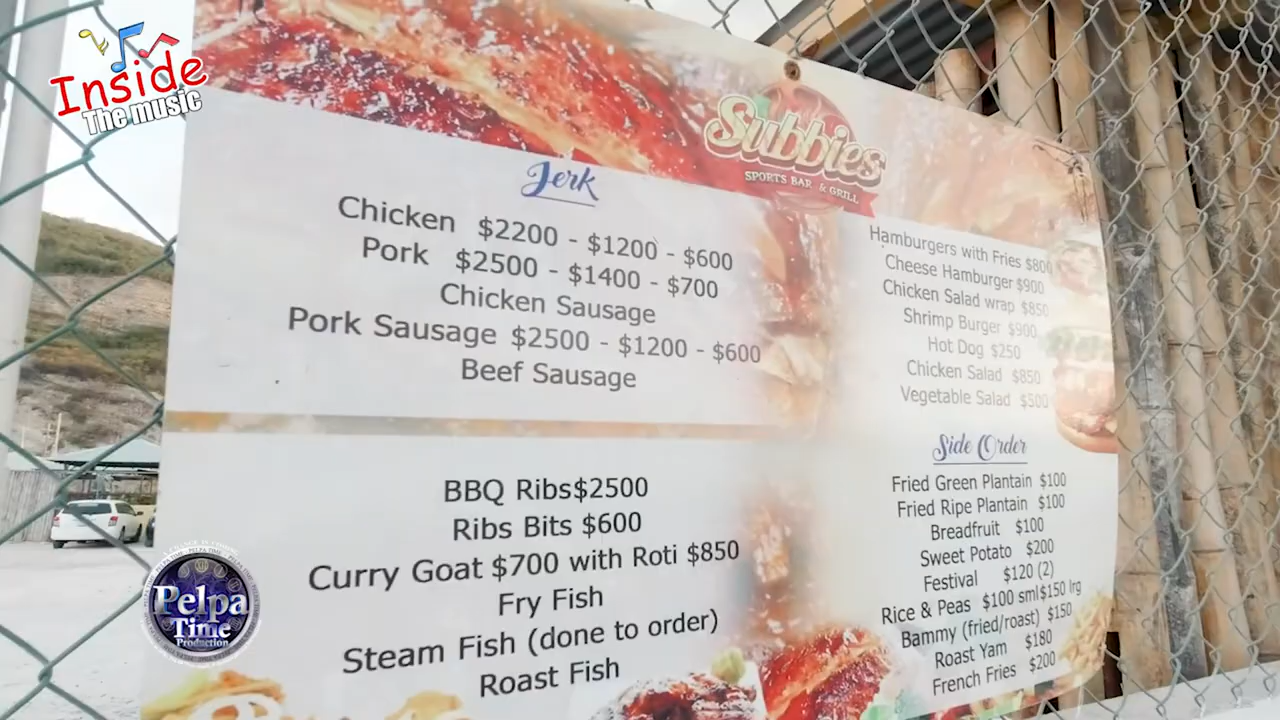 Inside
The music
Subbies
SPORTS BAR & GRILL
Jerk
Chicken $2200 - $1200 - $600
Pork $2500 - $1400 - $700
Chicken Sausage
Pork Sausage $2500 - $1200 - $600
Beef Sausage
BBQ Ribs$2500
Ribs Bits $600
Curry Goat $700 with Roti $850
Fry Fish
Steam Fish (done to order)
Roast Fish
Hamburgers with Fries $800
Cheese Hamburger $900
Chicken Salad wrap $850
Shrimp Burger $900
Hot Dog $250
Chicken Salad $850
Vegetable Salad $500
Side Order
Fried Green Plantain $100
Fried Ripe Plantain $100
Breadfruit $100
Sweet Potato $200
Festival $120 (2)
Rice & Peas $100 sml$150 lrg
Bammy (fried/roast) $150
Roast Yam $180
French Fries $200
Pelpa
Time
Production